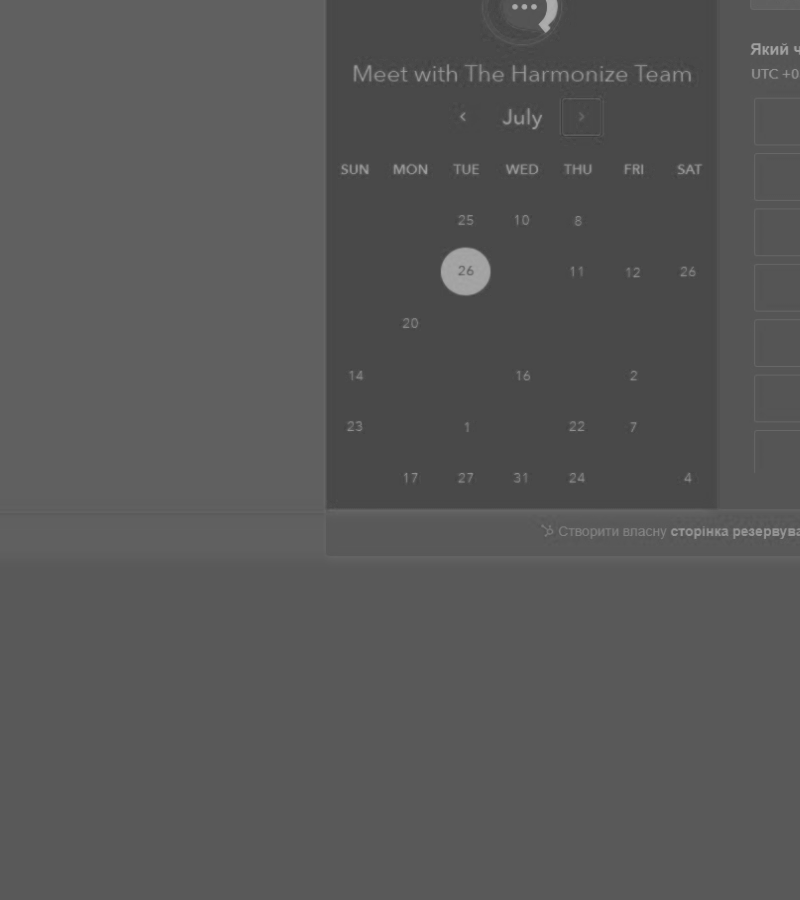 Meet with The Harmonize Team
July
SUN MON TUE WED THU FRI SAT
25 10 8
26 11 12 26
20
14 16 2
23 1 22 7
17 27 31 24 4
Який ч
UTC +0
Створити власну сторінка резервува